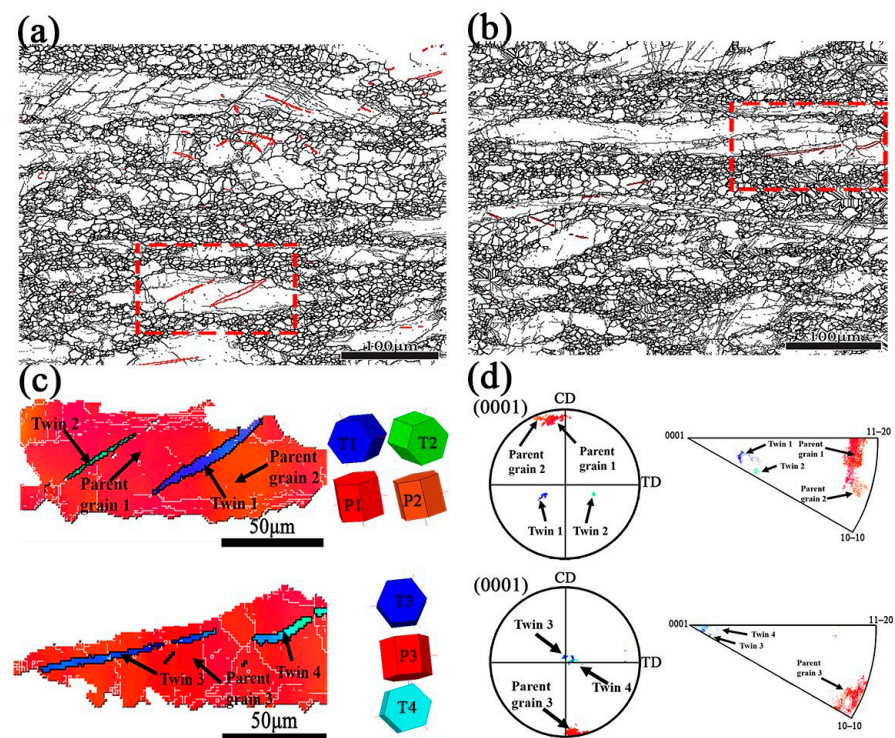 (a)
(b)
100μm
100μm
(c)
Twin 2
Parent
grain 1
Twin 1
Parent
grain 2
50μm
T1
T2
P1
P2
(d)
CD
(0001)
TD
Parent
grain 2
Parent
grain 1
Twin 1
Twin 2
0001
11–20
Twin 1
Twin 2
Parent
grain 1
Parent
grain 2
10–10
Twin 3
Parent
grain 3
Twin 4
50μm
T3
P3
T4
CD
(0001)
TD
Twin 3
Twin 4
Parent
grain 3
0001
11–20
Twin 4
Twin 3
Parent
grain 3
10–10